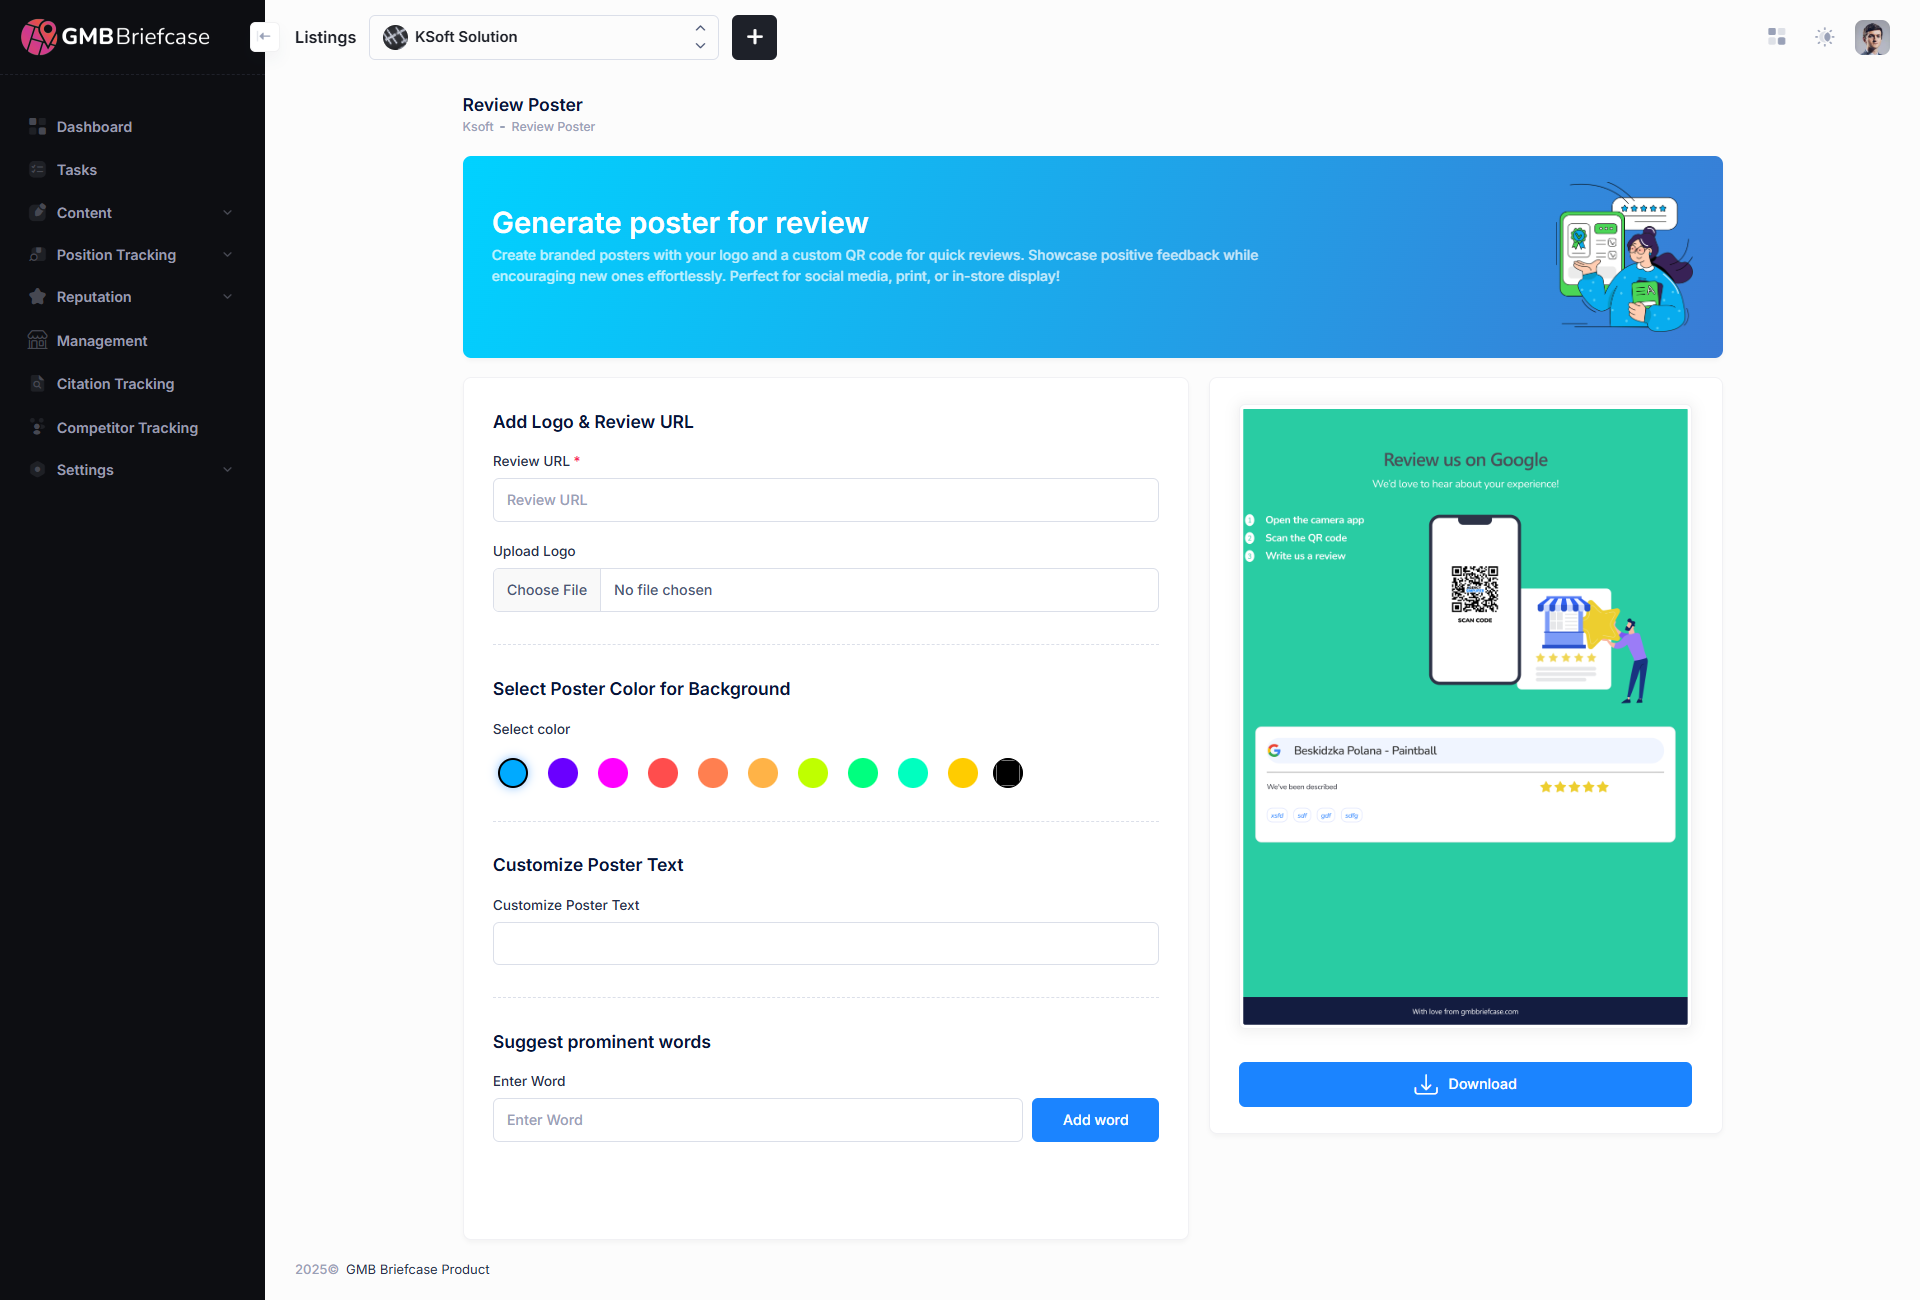 GMBBriefcase
Listings
KSoft Solution
Dashboard
Tasks
Content
Position Tracking
Reputation
Management
Citation Tracking
Competitor Tracking
Settings
Review Poster
Ksoft - Review Poster
Generate poster for review
Create branded posters with your logo and a custom QR code for quick reviews. Showcase positive feedback while
encouraging new ones effortlessly. Perfect for social media, print, or in-store display!
Add Logo & Review URL
Review URL *
Review URL
Upload Logo
Choose File No file chosen
Select Poster Color for Background
Select color
Customize Poster Text
Customize Poster Text
Suggest prominent words
Enter Word
Enter Word
Add word
Review us on Google
We'd love to hear about your experience!
1 Open the camera app
2 Scan the QR code
3 Write us a review
SCAN CODE
Beskidzka Polana - Paintball
We've been described
xsfd sdf gdf sdfg
With love from gmbbriefcase.com
Download
2025© GMB Briefcase Product